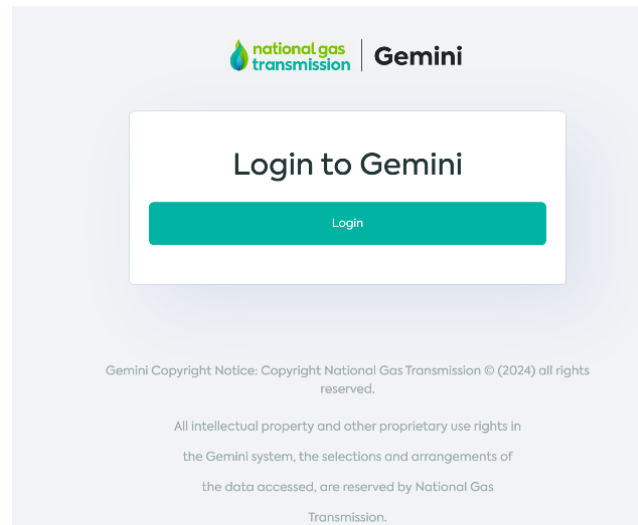 national gas
transmission
Gemini
Login to Gemini
Login
Gemini Copyright Notice: Copyright National Gas Transmission © (2024) all rights
reserved.
All intellectual property and other proprietary use rights in
the Gemini system, the selections and arrangements of
the data accessed, are reserved by National Gas
Transmission.